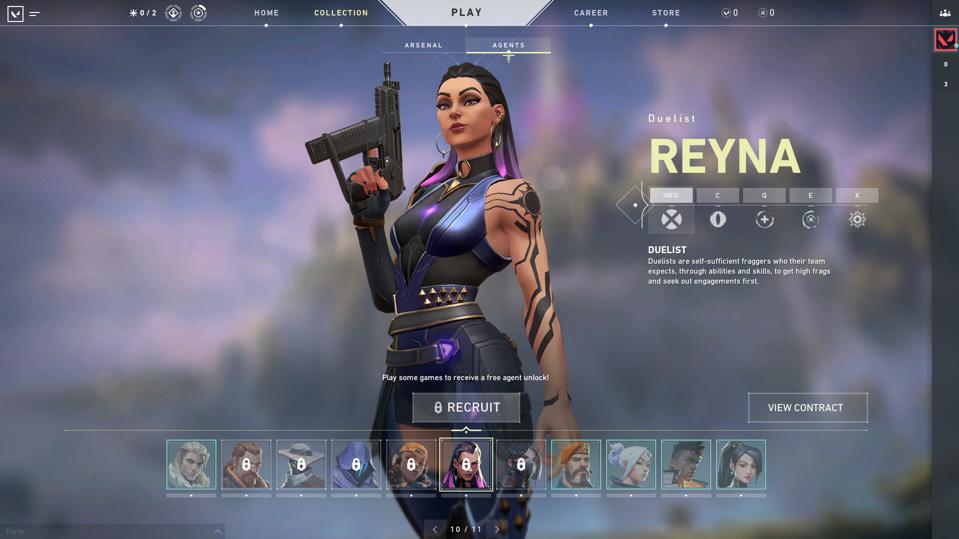 0 / 2
HOME
COLLECTION
PLAY
CAREER
STORE
0
0
0
3
ARSENAL
AGENTS
Duelist
REYNA
INFO
C
Q
E
X
DUELIST
Duelists are self-sufficient fraggers who their team
expects, through abilities and skills, to get high frags
and seek out engagements first.
Play some games to receive a free agent unlock!
RECRUIT
VIEW CONTRACT
Party:
10 / 11